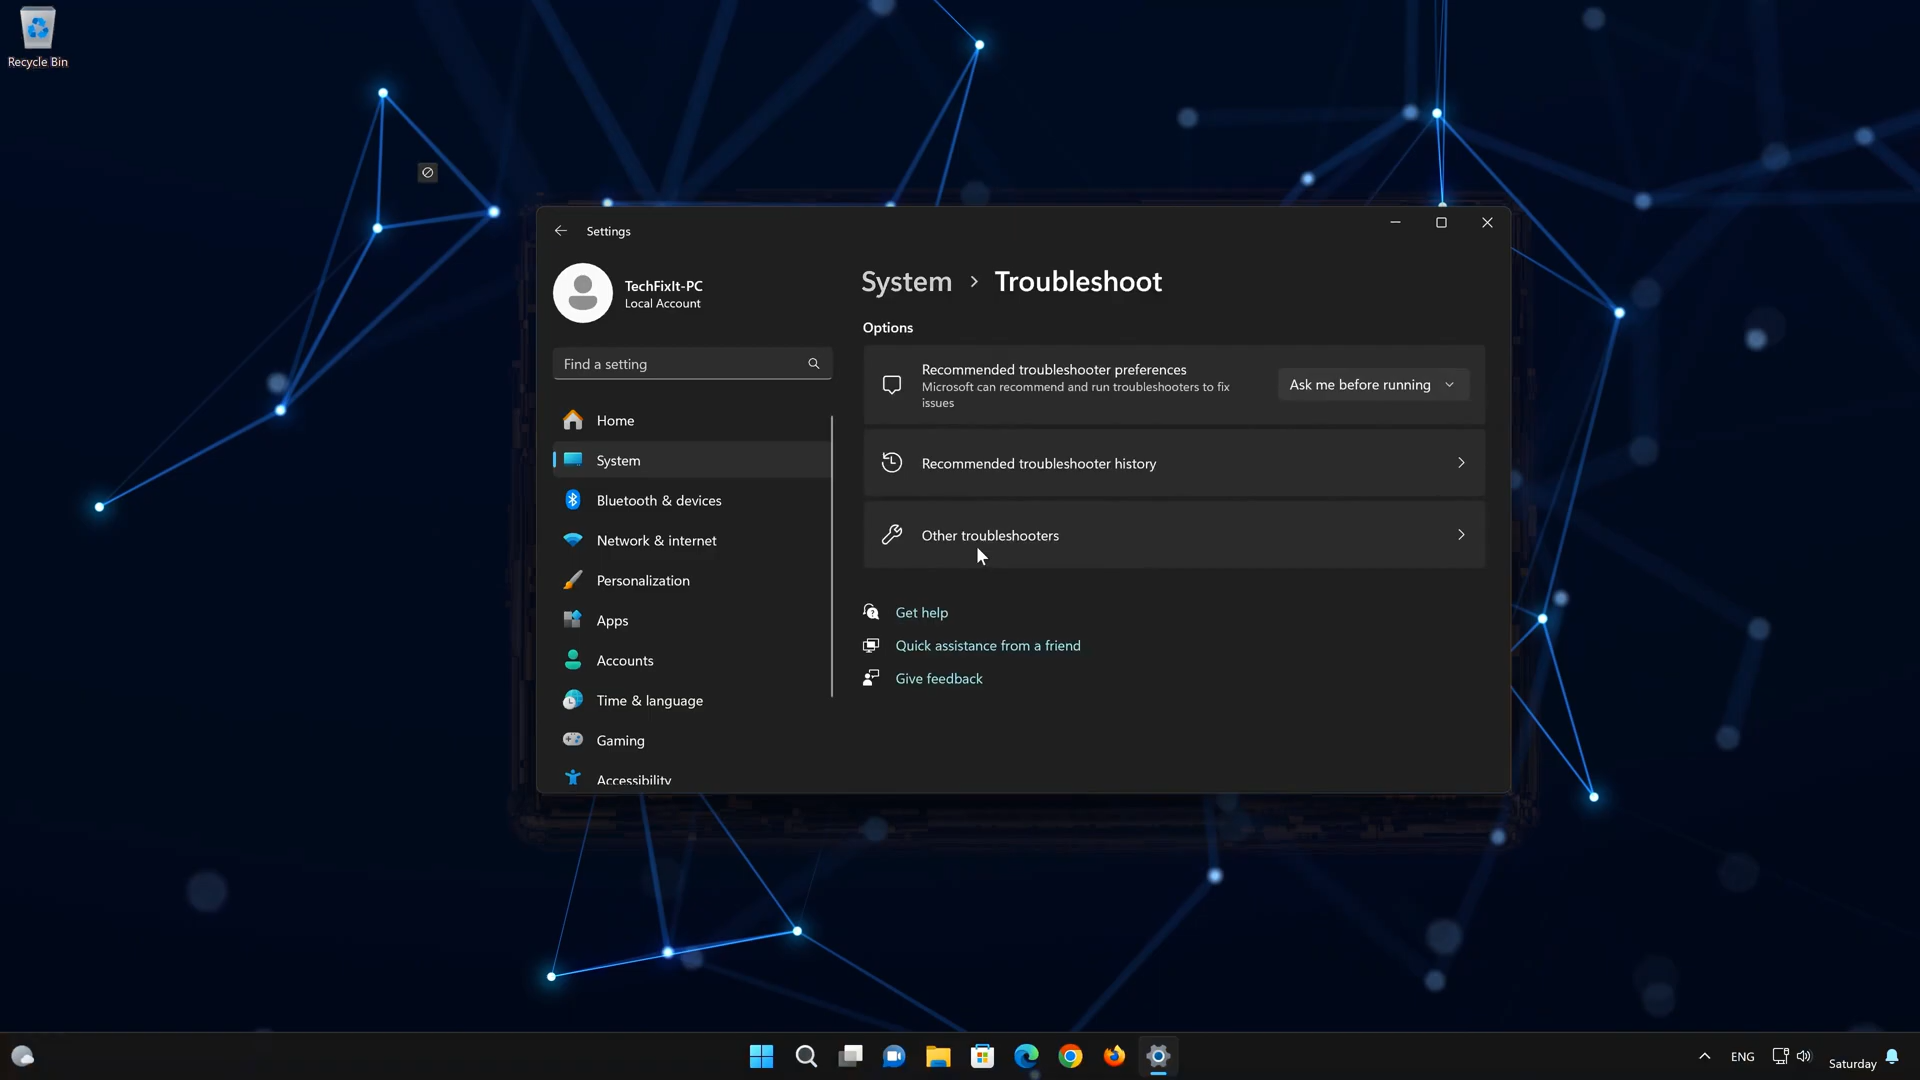 Recycle Bin
Settings
TechFixIt-PC
Local Account
Find a setting
Home
System
Bluetooth & devices
Network & internet
Personalization
Apps
Accounts
Time & language
Gaming
Accessibility
System > Troubleshoot
Options
Recommended troubleshooter preferences
Microsoft can recommend and run troubleshooters to fix
issues
Ask me before running
Recommended troubleshooter history
Other troubleshooters
Get help
Quick assistance from a friend
Give feedback
ENG
Saturday